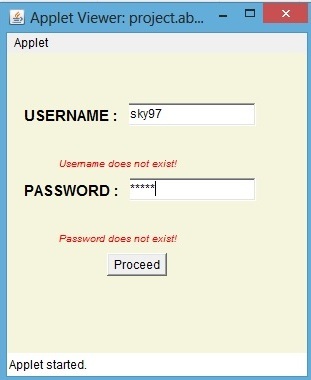 Applet Viewer: project.ab...
Applet
USERNAME : sky97
Username does not exist!
PASSWORD : *****
Password does not exist!
Proceed
Applet started.